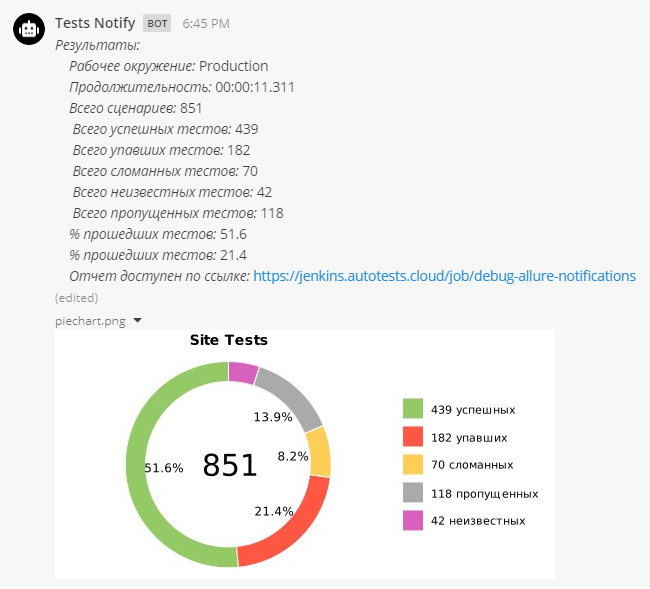 Tests Notify BOT 6:45 PM
Результаты:
Рабочее окружение: Production
Продолжительность: 00:00:11.311
Всего сценариев: 851
Всего успешных тестов: 439
Всего упавших тестов: 182
Всего сломанных тестов: 70
Всего неизвестных тестов: 42
Всего пропущенных тестов: 118
% прошедших тестов: 51.6
% прошедших тестов: 21.4
Отчет доступен по ссылке: https://jenkins.autotests.cloud/job/debug-allure-notifications
(edited)
piechart.png
Site Tests
13.9%
8.2%
51.6%
851
21.4%
439 успешных
182 упавших
70 сломанных
118 пропущенных
42 неизвестных